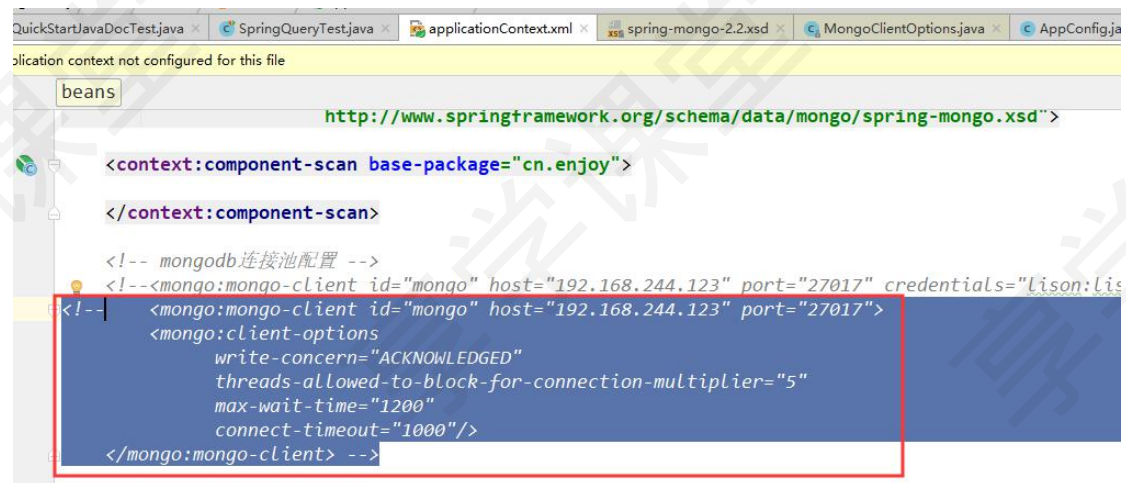 QuickStartJavaDocTest.java × SpringQueryTest.java × applicationContext.xml × spring-mongo-2.2.xsd × MongoClientOptions.java × AppConfig.ja
plication context not configured for this file
beans
http://www.springframework.org/schema/data/mongo/spring-mongo.xsd">
<context:component-scan base-package="cn.enjoy">
</context:component-scan>
<!-- mongodb连接池配置 -->
<!--<mongo:mongo-client id="mongo" host="192.168.244.123" port="27017" credentials="lison:lis
<!-- <mongo:mongo-client id="mongo" host="192.168.244.123" port="27017">
<mongo:client-options
write-concern="ACKNOWLEDGED"
threads-allowed-to-block-for-connection-multiplier="5"
max-wait-time="1200"
connect-timeout="1000"/>
</mongo:mongo-client> -->